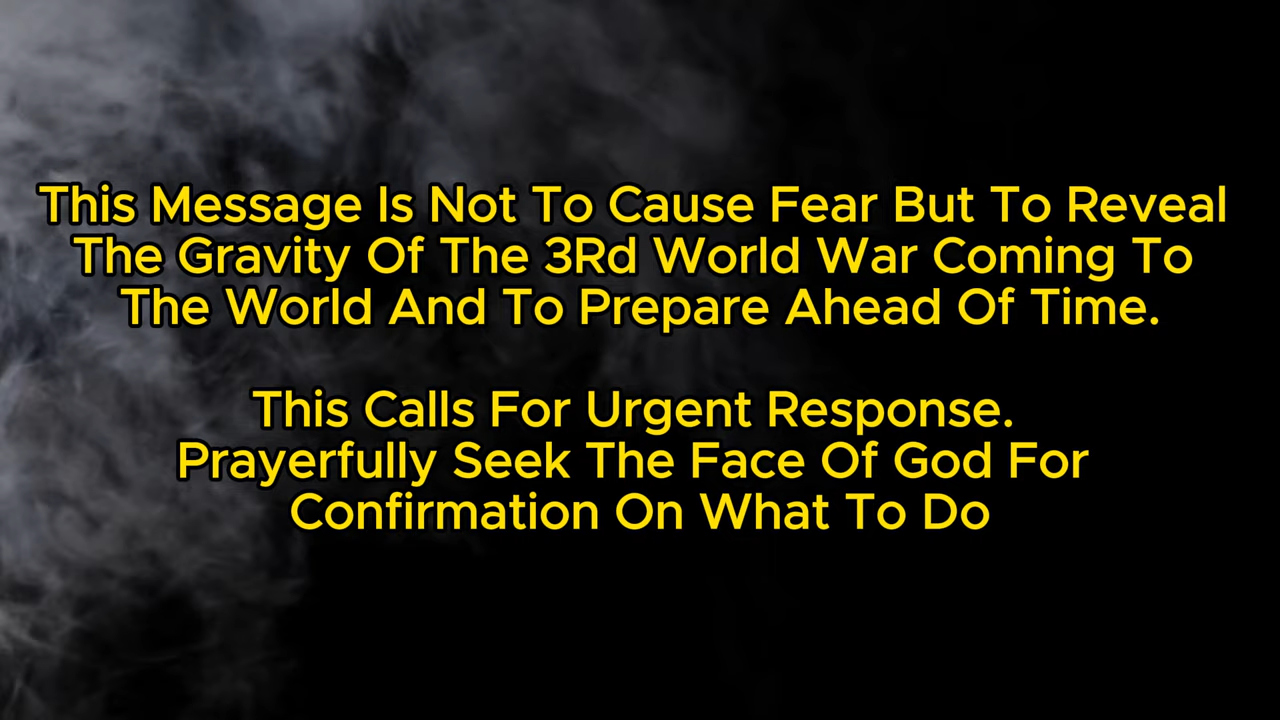 This Message Is Not To Cause Fear But To Reveal
The Gravity Of The 3Rd World War Coming To
The World And To Prepare Ahead Of Time.
This Calls For Urgent Response.
Prayerfully Seek The Face Of God For
Confirmation On What To Do